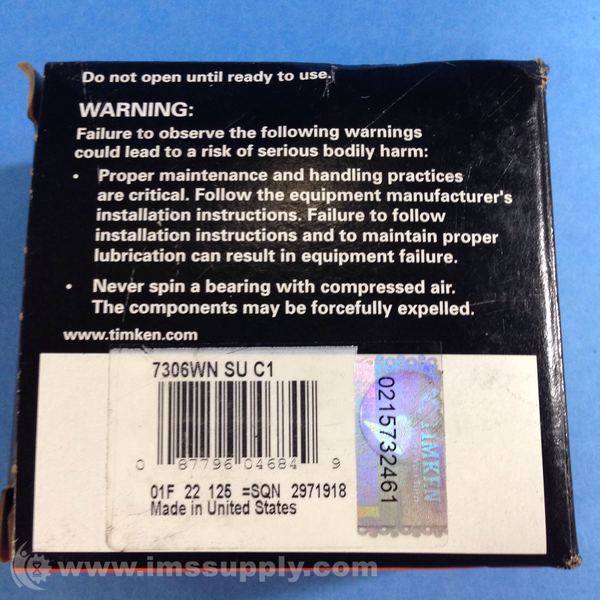 Do not open until ready to use.
WARNING:
Failure to observe the following warnings
could lead to a risk of serious bodily harm:
• Proper maintenance and handling practices
are critical. Follow the equipment manufacturer's
installation instructions. Failure to follow
installation instructions and to maintain proper
lubrication can result in equipment failure.
• Never spin a bearing with compressed air.
The components may be forcefully expelled.
www.timken.com
7306WN SU C1
0 87796 04684 9
01F 22 125 =SQN 2971918
Made in United States
0215732461
TIMKEN
www.imssupply.com